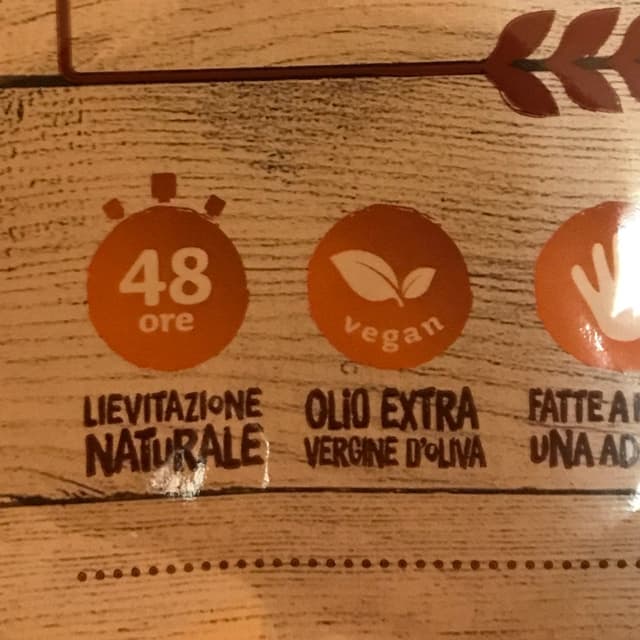 48
ore
LIEVITAZIONE
NATURALE
vegan
OLIO EXTRA
VERGINE D'OLIVA
FATTE A
UNA AD